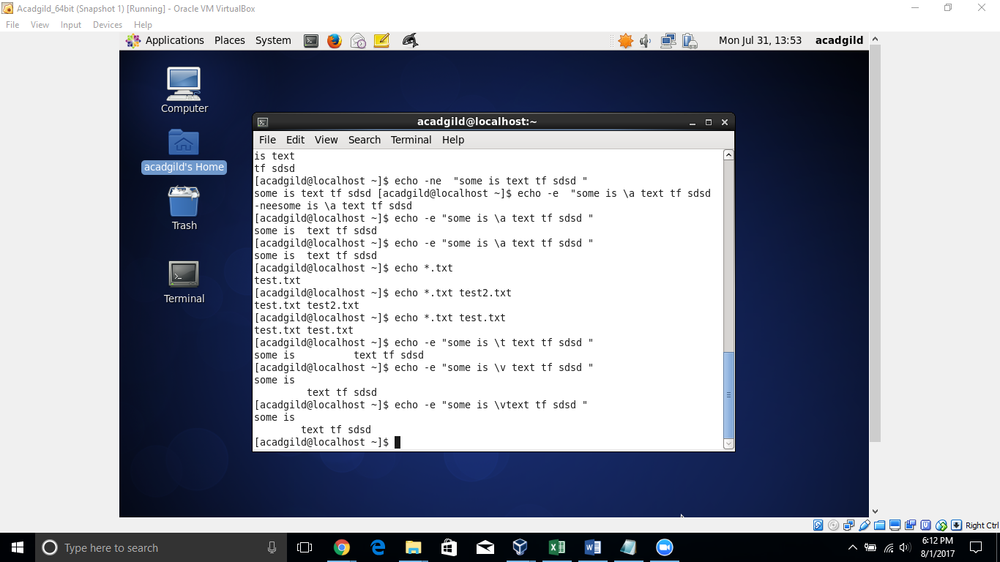 Acadgild_64bit (Snapshot 1) [Running] - Oracle VM VirtualBox
File View Input Devices Help
Applications Places System Mon Jul 31, 13:53 acadgild
Computer
acadgild's Home
Trash
Terminal
acadgild@localhost:~
File Edit View Search Terminal Help
is text
tf sdsd
[acadgild@localhost ~]$ echo -ne  "some is text tf sdsd "
some is text tf sdsd [acadgild@localhost ~]$ echo -e  "some is \a text tf sdsd
-neesome is \a text tf sdsd
[acadgild@localhost ~]$ echo -e "some is \a text tf sdsd "
some is  text tf sdsd
[acadgild@localhost ~]$ echo -e "some is \a text tf sdsd "
some is  text tf sdsd
[acadgild@localhost ~]$ echo *.txt
test.txt
[acadgild@localhost ~]$ echo *.txt test2.txt
test.txt test2.txt
[acadgild@localhost ~]$ echo *.txt test.txt
test.txt test.txt
[acadgild@localhost ~]$ echo -e "some is \t text tf sdsd "
some is          text tf sdsd
[acadgild@localhost ~]$ echo -e "some is \v text tf sdsd "
some is
         text tf sdsd
[acadgild@localhost ~]$ echo -e "some is \vtext tf sdsd "
some is
        text tf sdsd
[acadgild@localhost ~]$
Right Ctrl
Type here to search
6:12 PM
8/1/2017